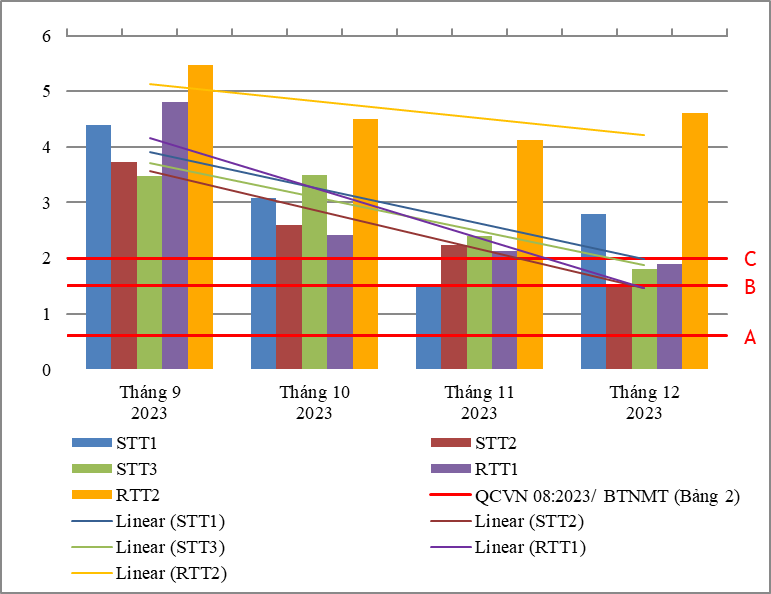 6
5
4
3
2
1
0
C
B
A
Tháng 9
2023
Tháng 10
2023
Tháng 11
2023
Tháng 12
2023
STT1
STT2
STT3
RTT1
RTT2
QCVN 08:2023/ BTNMT (Bảng 2)
Linear (STT1)
Linear (STT2)
Linear (STT3)
Linear (RTT1)
Linear (RTT2)